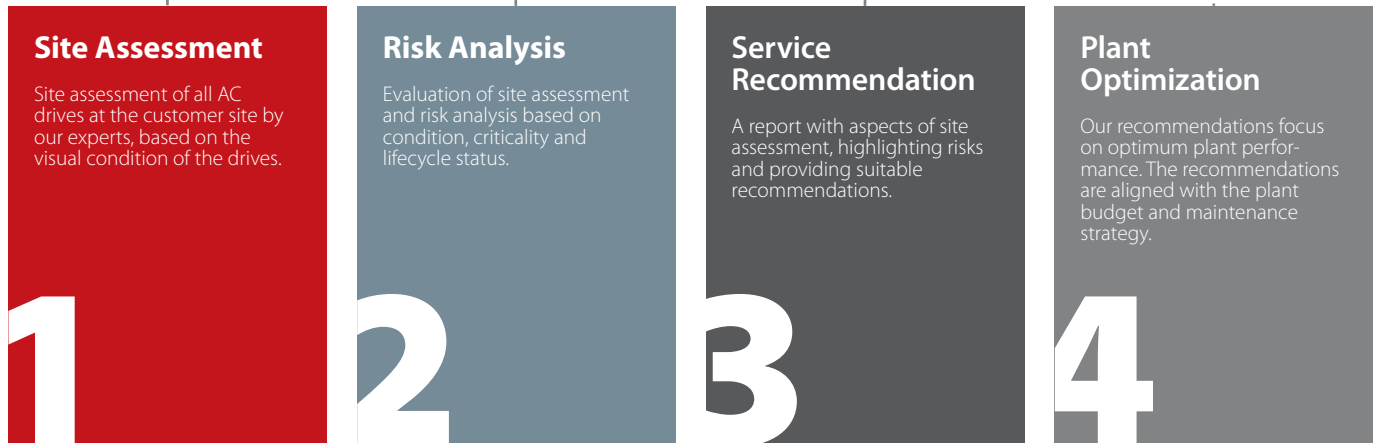 Site Assessment
Site assessment of all AC
drives at the customer site by
our experts, based on the
visual condition of the drives.
1
Risk Analysis
Evaluation of site assessment
and risk analysis based on
condition, criticality and
lifecycle status.
2
Service
Recommendation
A report with aspects of site
assessment, highlighting risks
and providing suitable
recommendations.
3
Plant
Optimization
Our recommendations focus
on optimum plant perfor-
mance. The recommendations
are aligned with the plant
budget and maintenance
strategy.
4